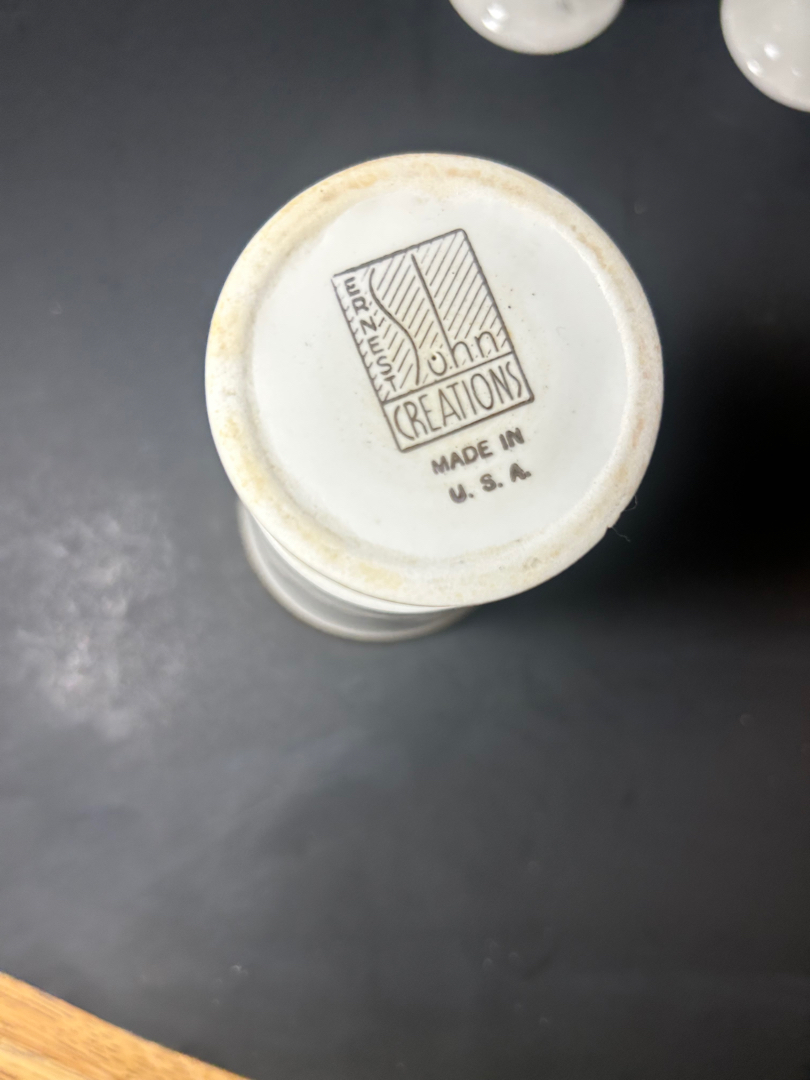 ERNEST
Sohn
CREATIONS
MADE IN
U. S. A.